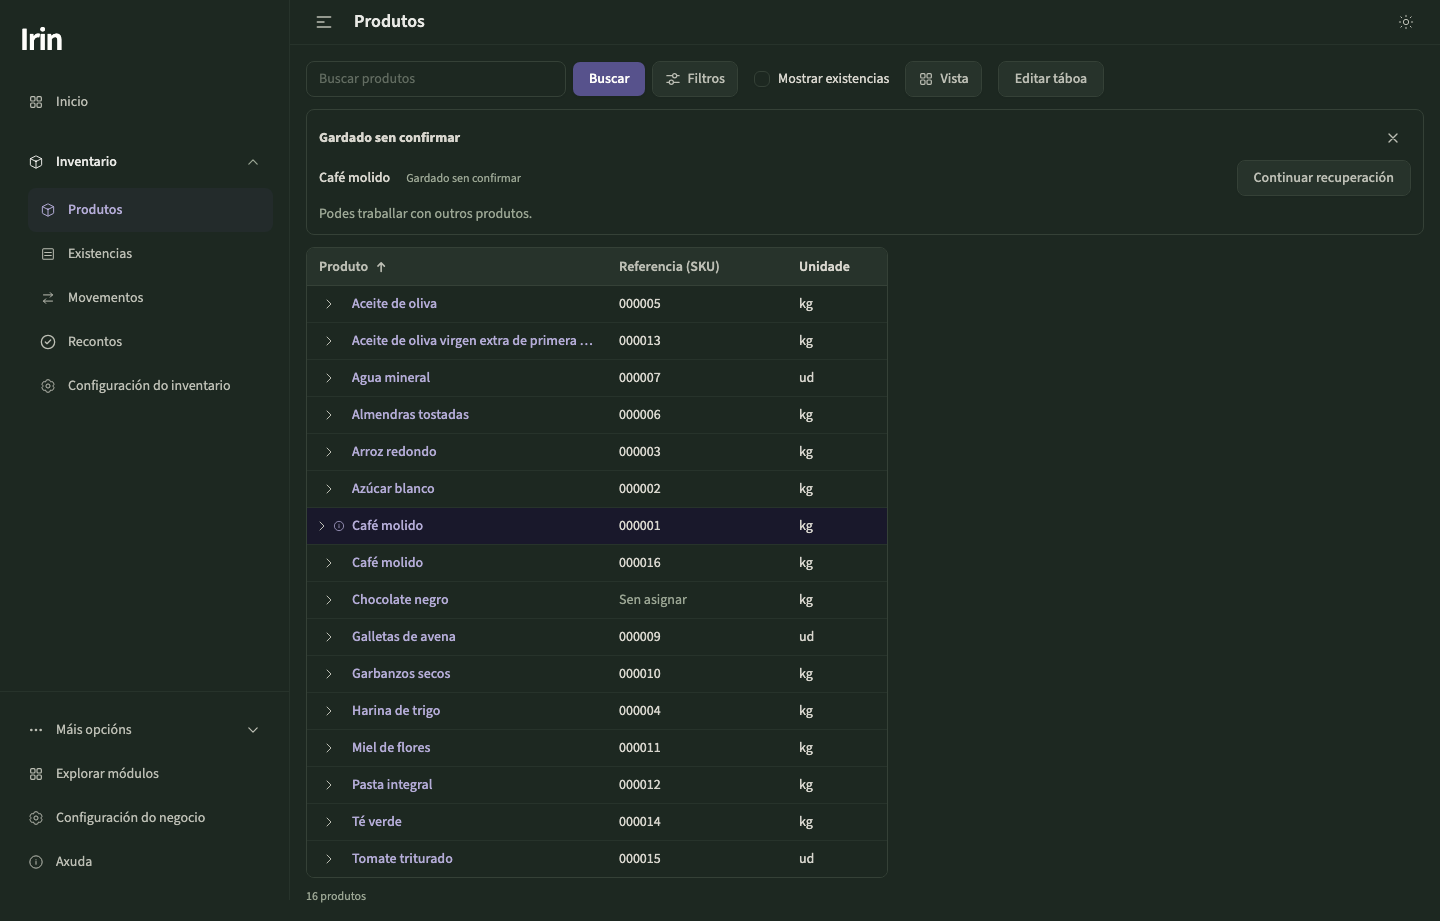 Irin
Produtos
Inicio
Inventario
Produtos
Existencias
Movementos
Recontos
Configuración do inventario
Máis opcións
Explorar módulos
Configuración do negocio
Axuda
Buscar produtos
Buscar
Filtros
Mostrar existencias
Vista
Editar táboa
Gardado sen confirmar
Café molido Gardado sen confirmar
Continuar recuperación
Podes traballar con outros produtos.
Produto Referencia (SKU) Unidade
Aceite de oliva 000005 kg
Aceite de oliva virgen extra de primera ... 000013 kg
Agua mineral 000007 ud
Almendras tostadas 000006 kg
Arroz redondo 000003 kg
Azúcar blanco 000002 kg
Café molido 000001 kg
Café molido 000016 kg
Chocolate negro Sen asignar kg
Galletas de avena 000009 ud
Garbanzos secos 000010 kg
Harina de trigo 000004 kg
Miel de flores 000011 kg
Pasta integral 000012 kg
Té verde 000014 kg
Tomate triturado 000015 ud
16 produtos